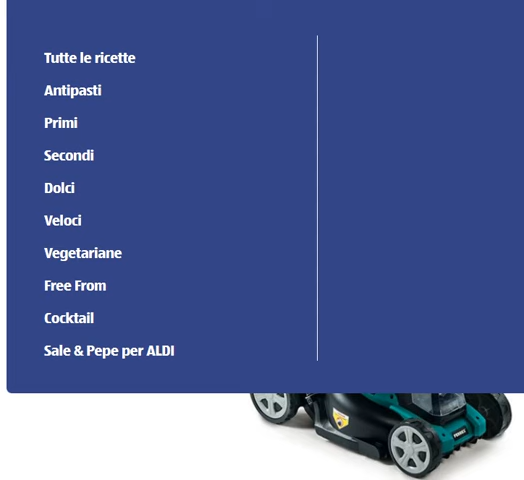 Tutte le ricette
Antipasti
Primi
Secondi
Dolci
Veloci
Vegetariane
Free From
Cocktail
Sale & Pepe per ALDI